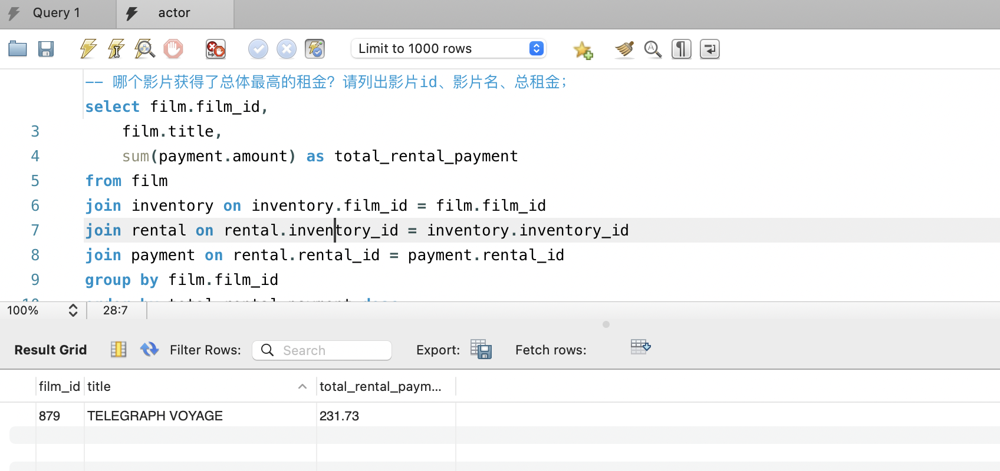 Query 1 actor
Limit to 1000 rows
-- 哪个影片获得了总体最高的租金？请列出影片id、影片名、总租金；
select film.film_id,
3 film.title,
4 sum(payment.amount) as total_rental_payment
5 from film
6 join inventory on inventory.film_id = film.film_id
7 join rental on rental.inventory_id = inventory.inventory_id
8 join payment on rental.rental_id = payment.rental_id
9 group by film.film_id
10 order by total_rental_payment desc
100% 28:7
Result Grid Filter Rows: Search Export: Fetch rows:
film_id title total_rental_paym...
879 TELEGRAPH VOYAGE 231.73